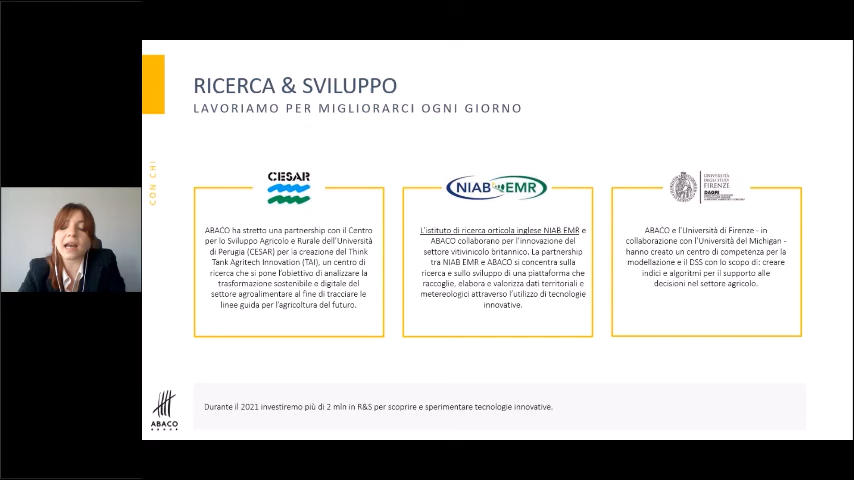 RICERCA & SVILUPPO
LAVORIAMO PER MIGLIORARCI OGNI GIORNO
CON CHI
CESAR
ABACO ha stretto una partnership con il Centro
per lo Sviluppo Agricolo e Rurale dell'Università
di Perugia (CESAR) per la creazione del Think
Tank Agritech Innovation (TAI), un centro di
ricerca che si pone l'obiettivo di analizzare la
trasformazione sostenibile e digitale del
settore agroalimentare al fine di tracciare le
linee guida per l'agricoltura del futuro.
NIAB EMR
L'istituto di ricerca orticola inglese NIAB EMR e
ABACO collaborano per l'innovazione del
settore vitivinicolo britannico. La partnership
tra NIAB EMR e ABACO si concentra sulla
ricerca e sullo sviluppo di una piattaforma che
raccoglie, elabora e valorizza dati territoriali e
metereologici attraverso l'utilizzo di tecnologie
innovative.
UNIVERSITÀ
DEGLI STUDI
FIRENZE
DAGRI
ABACO e l'Università di Firenze - in
collaborazione con l'Università del Michigan -
hanno creato un centro di competenza per la
modellazione e il DSS con lo scopo di: creare
indici e algoritmi per il supporto alle
decisioni nel settore agricolo.
ABACO
Durante il 2021 investiremo più di 2 mln in R&S per scoprire e sperimentare tecnologie innovative.